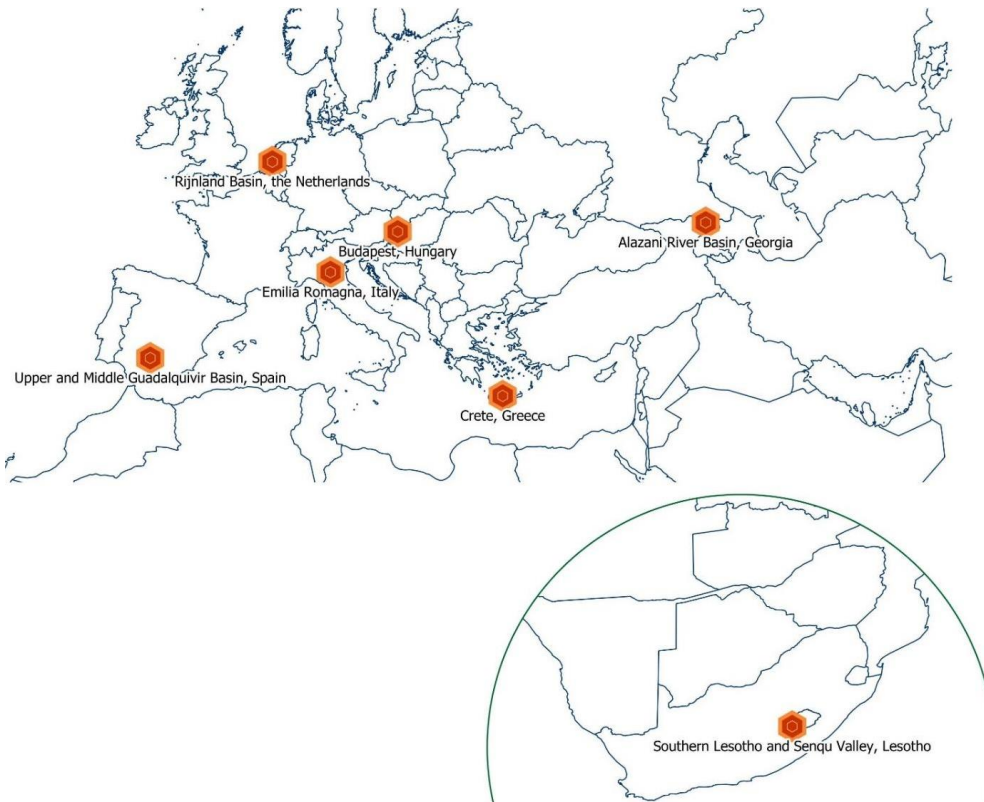 Rijnland Basin, the Netherlands
Alazani River Basin, Georgia
Budapest, Hungary
Emilia Romagna, Italy
Upper and Middle Guadalquivir Basin, Spain
Crete, Greece
Southern Lesotho and Senqu Valley, Lesotho